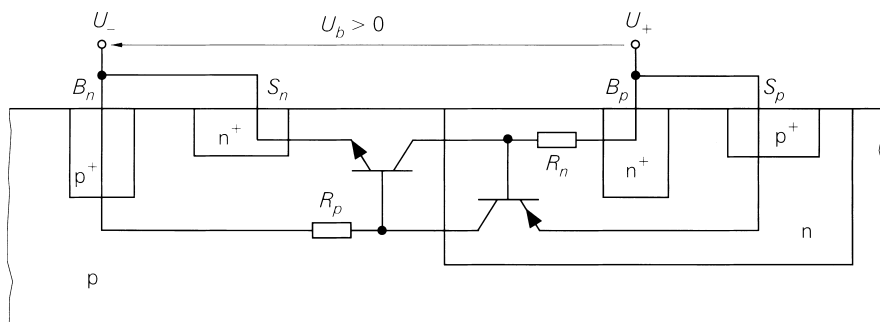 U₋
U_b > 0
U₊
B_n
S_n
B_p
S_p
n⁺
p⁺
p⁺
n⁺
R_n
R_p
n
p